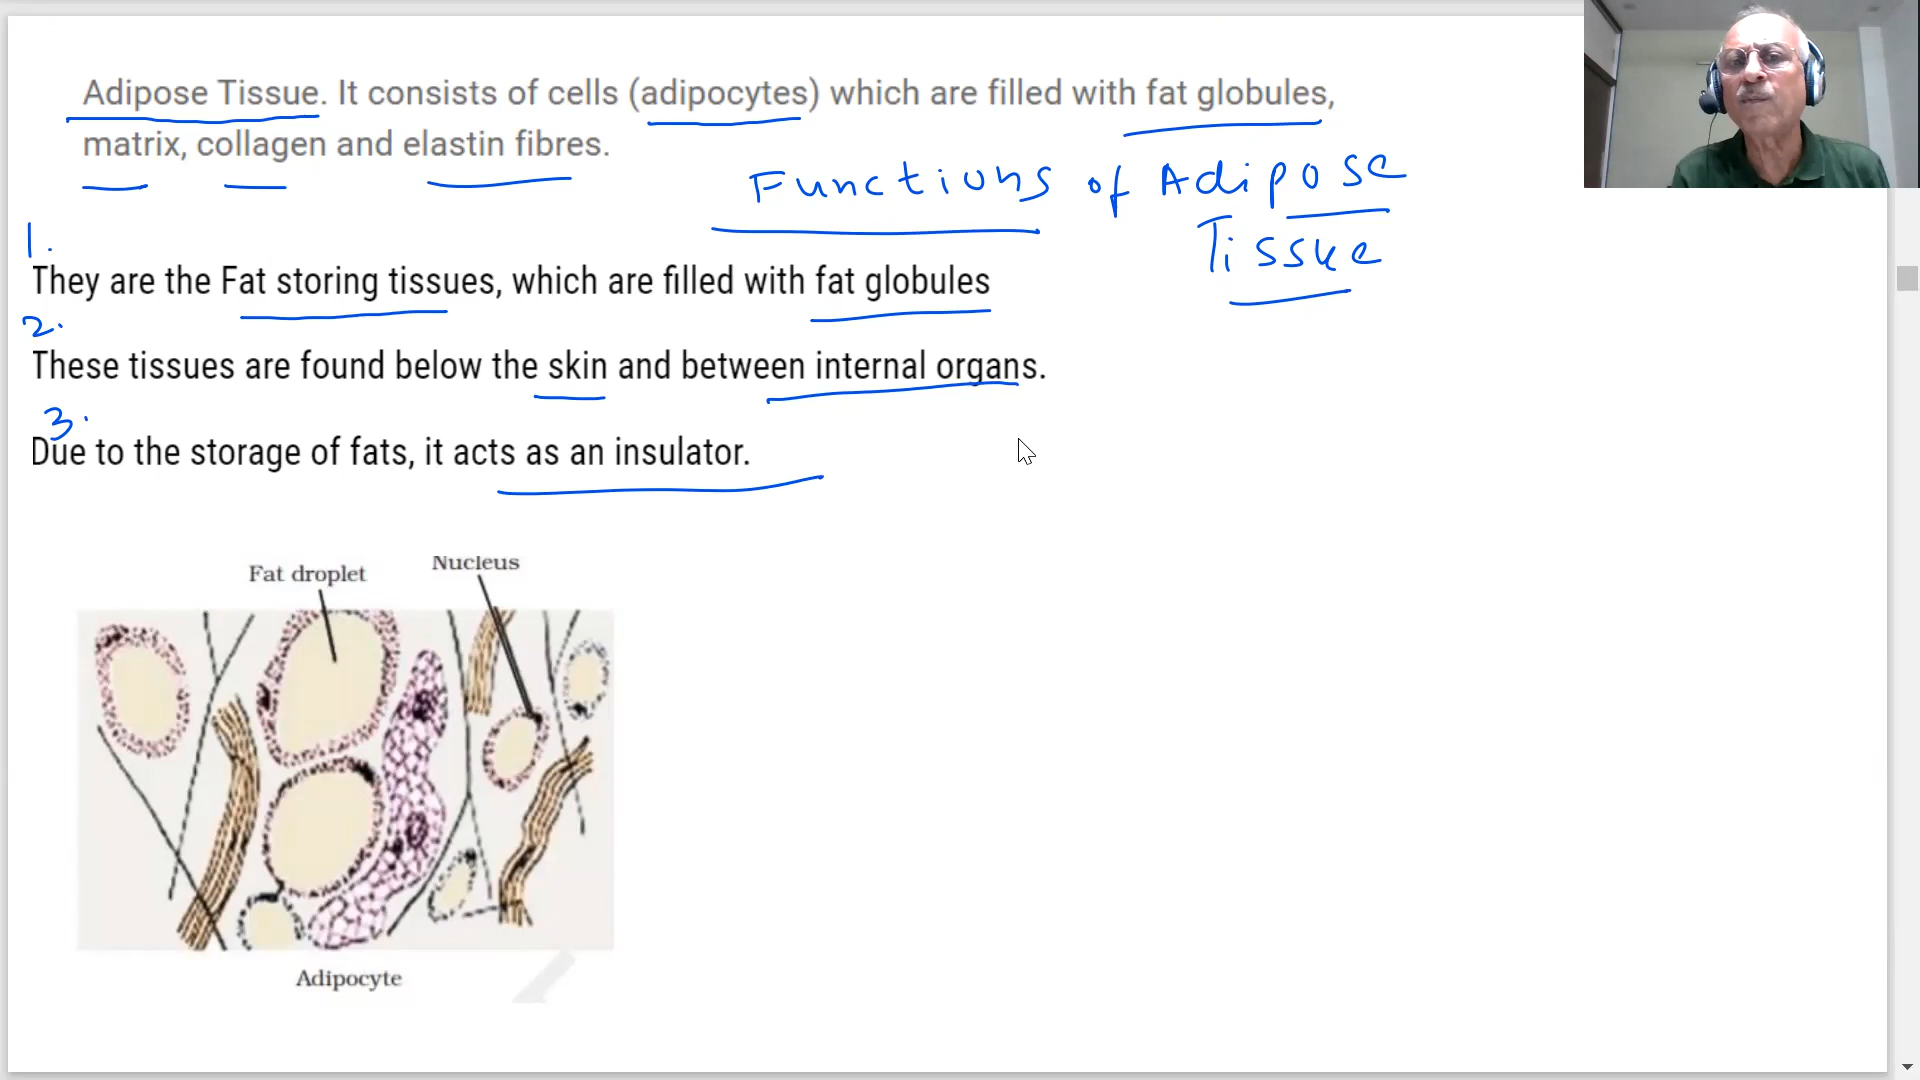 Adipose Tissue. It consists of cells (adipocytes) which are filled with fat globules,
matrix, collagen and elastin fibres.
Functions of Adipose
Tissue
1.
They are the Fat storing tissues, which are filled with fat globules
2.
These tissues are found below the skin and between internal organs.
3.
Due to the storage of fats, it acts as an insulator.
Fat droplet
Nucleus
Adipocyte